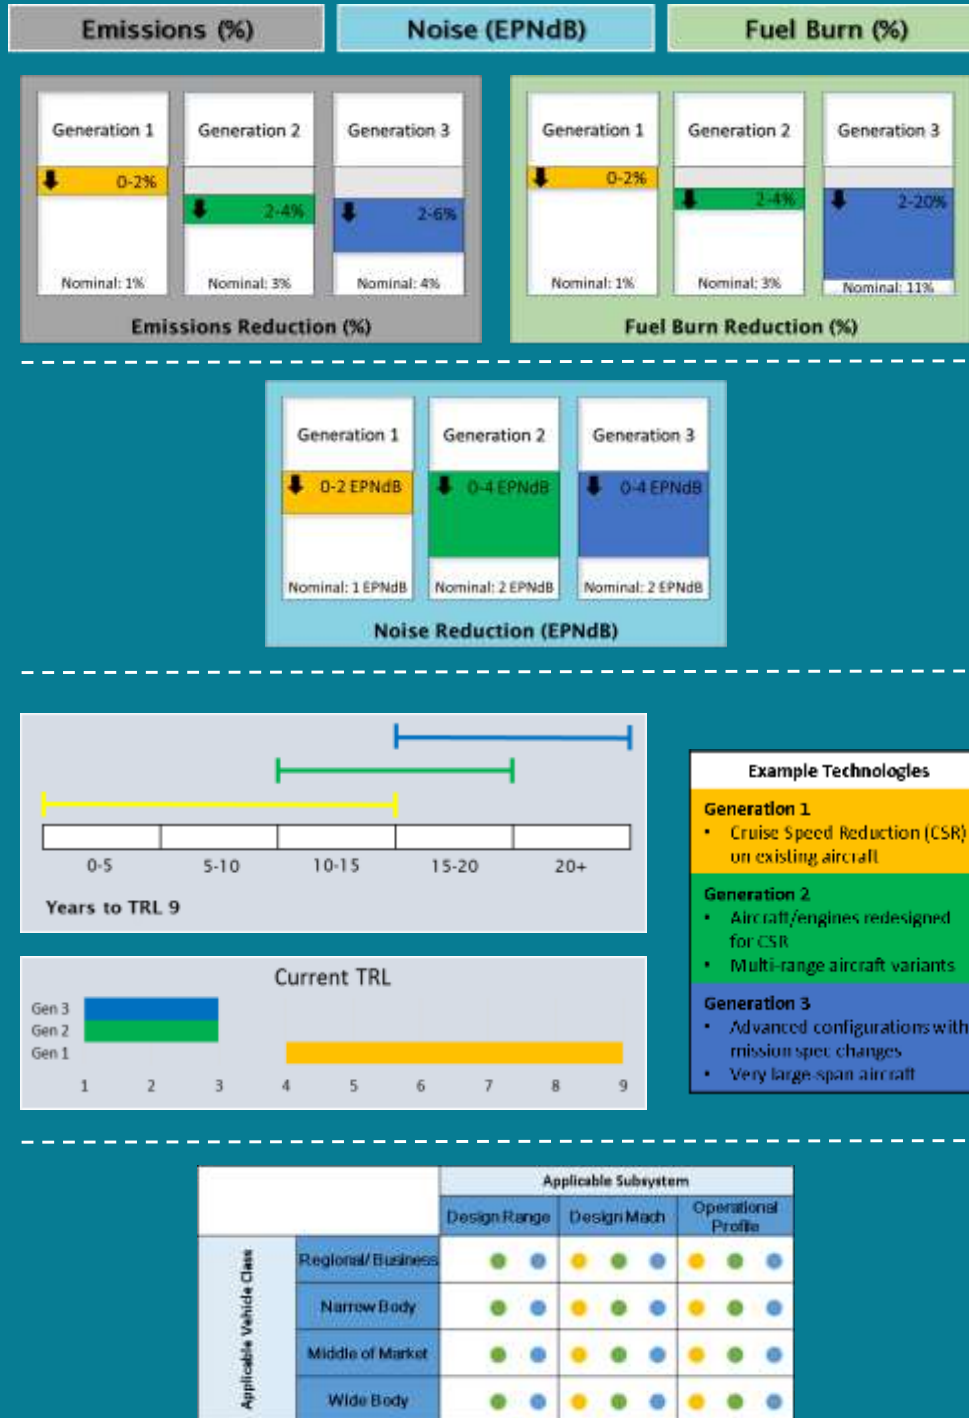 Emissions (%)
Noise (EPNdB)
Fuel Burn (%)
Generation 1
Generation 2
Generation 3
0-2%
2-4%
2-6%
Nominal: 1%
Nominal: 3%
Nominal: 4%
Emissions Reduction (%)
Generation 1
Generation 2
Generation 3
0-2%
2-4%
2-20%
Nominal: 1%
Nominal: 3%
Nominal: 11%
Fuel Burn Reduction (%)
Generation 1
Generation 2
Generation 3
0-2 EPNdB
0-4 EPNdB
0-4 EPNdB
Nominal: 1 EPNdB
Nominal: 2 EPNdB
Nominal: 2 EPNdB
Noise Reduction (EPNdB)
0-5
5-10
10-15
15-20
20+
Years to TRL 9
Current TRL
Gen 3
Gen 2
Gen 1
1 2 3 4 5 6 7 8 9
Example Technologies
Generation 1
• Cruise Speed Reduction (CSR)
on existing aircraft
Generation 2
• Aircraft/engines redesigned
for CSR
• Multi-range aircraft variants
Generation 3
• Advanced configurations with
mission spec changes
• Very large-span aircraft
Applicable Subsystem
Design Range
Design Mach
Operational
Profile
Applicable Vehicle Class
Regional/ Business
Narrow Body
Middle of Market
Wide Body